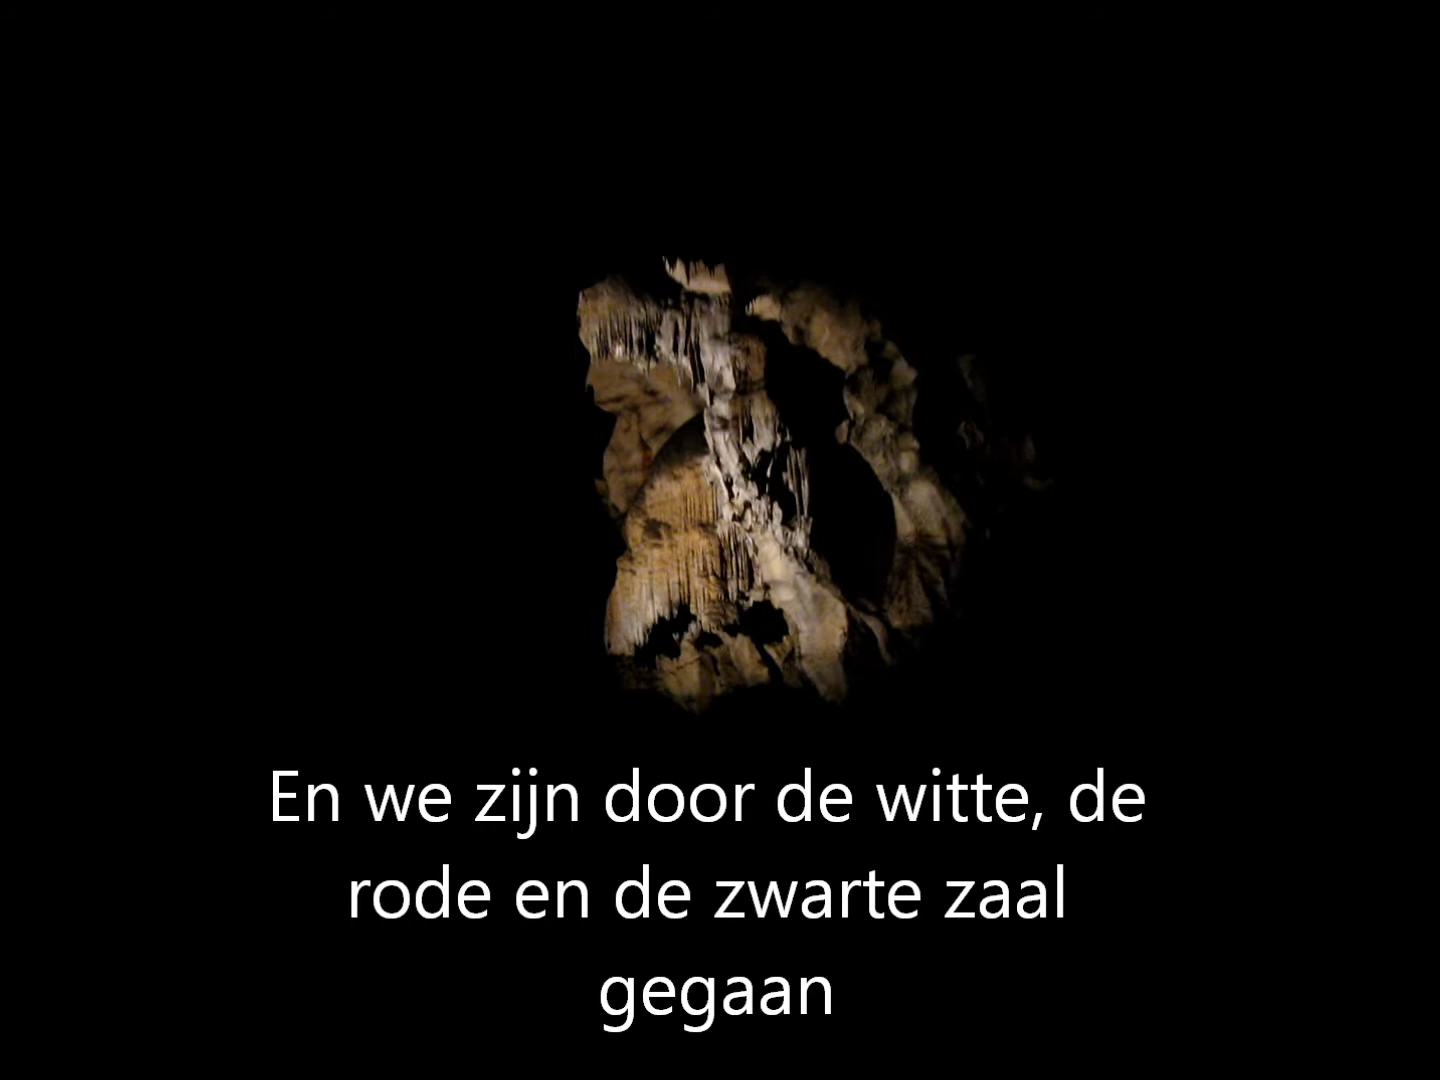 En we zijn door de witte, de
rode en de zwarte zaal
gegaan